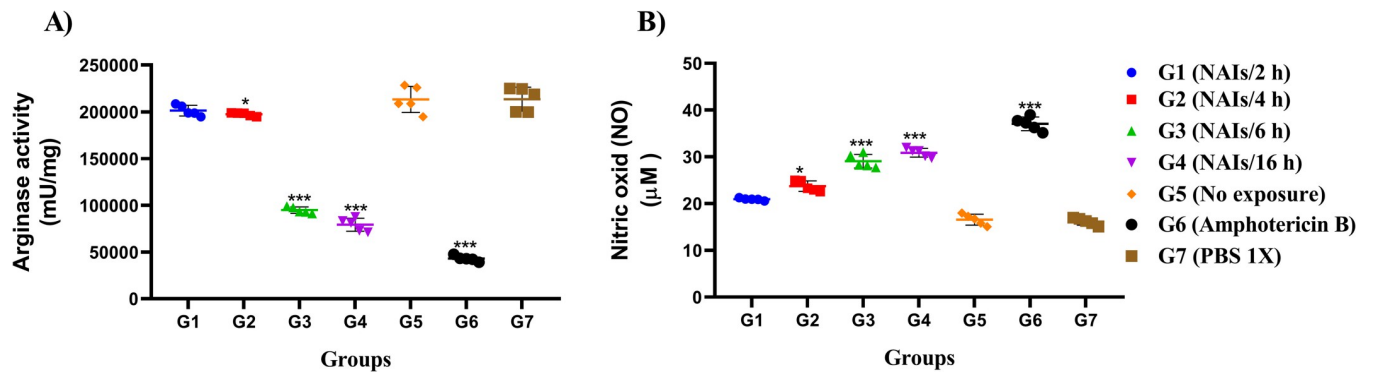 A)
Arginase activity
(mU/mg)
250000
200000
150000
100000
50000
0
*
***
***
***
G1 G2 G3 G4 G5 G6 G7
Groups
B)
Nitric oxid (NO)
(μM )
50
40
30
20
10
0
*
***
***
***
G1 G2 G3 G4 G5 G6 G7
Groups
G1 (NAIs/2 h)
G2 (NAIs/4 h)
G3 (NAIs/6 h)
G4 (NAIs/16 h)
G5 (No exposure)
G6 (Amphotericin B)
G7 (PBS 1X)